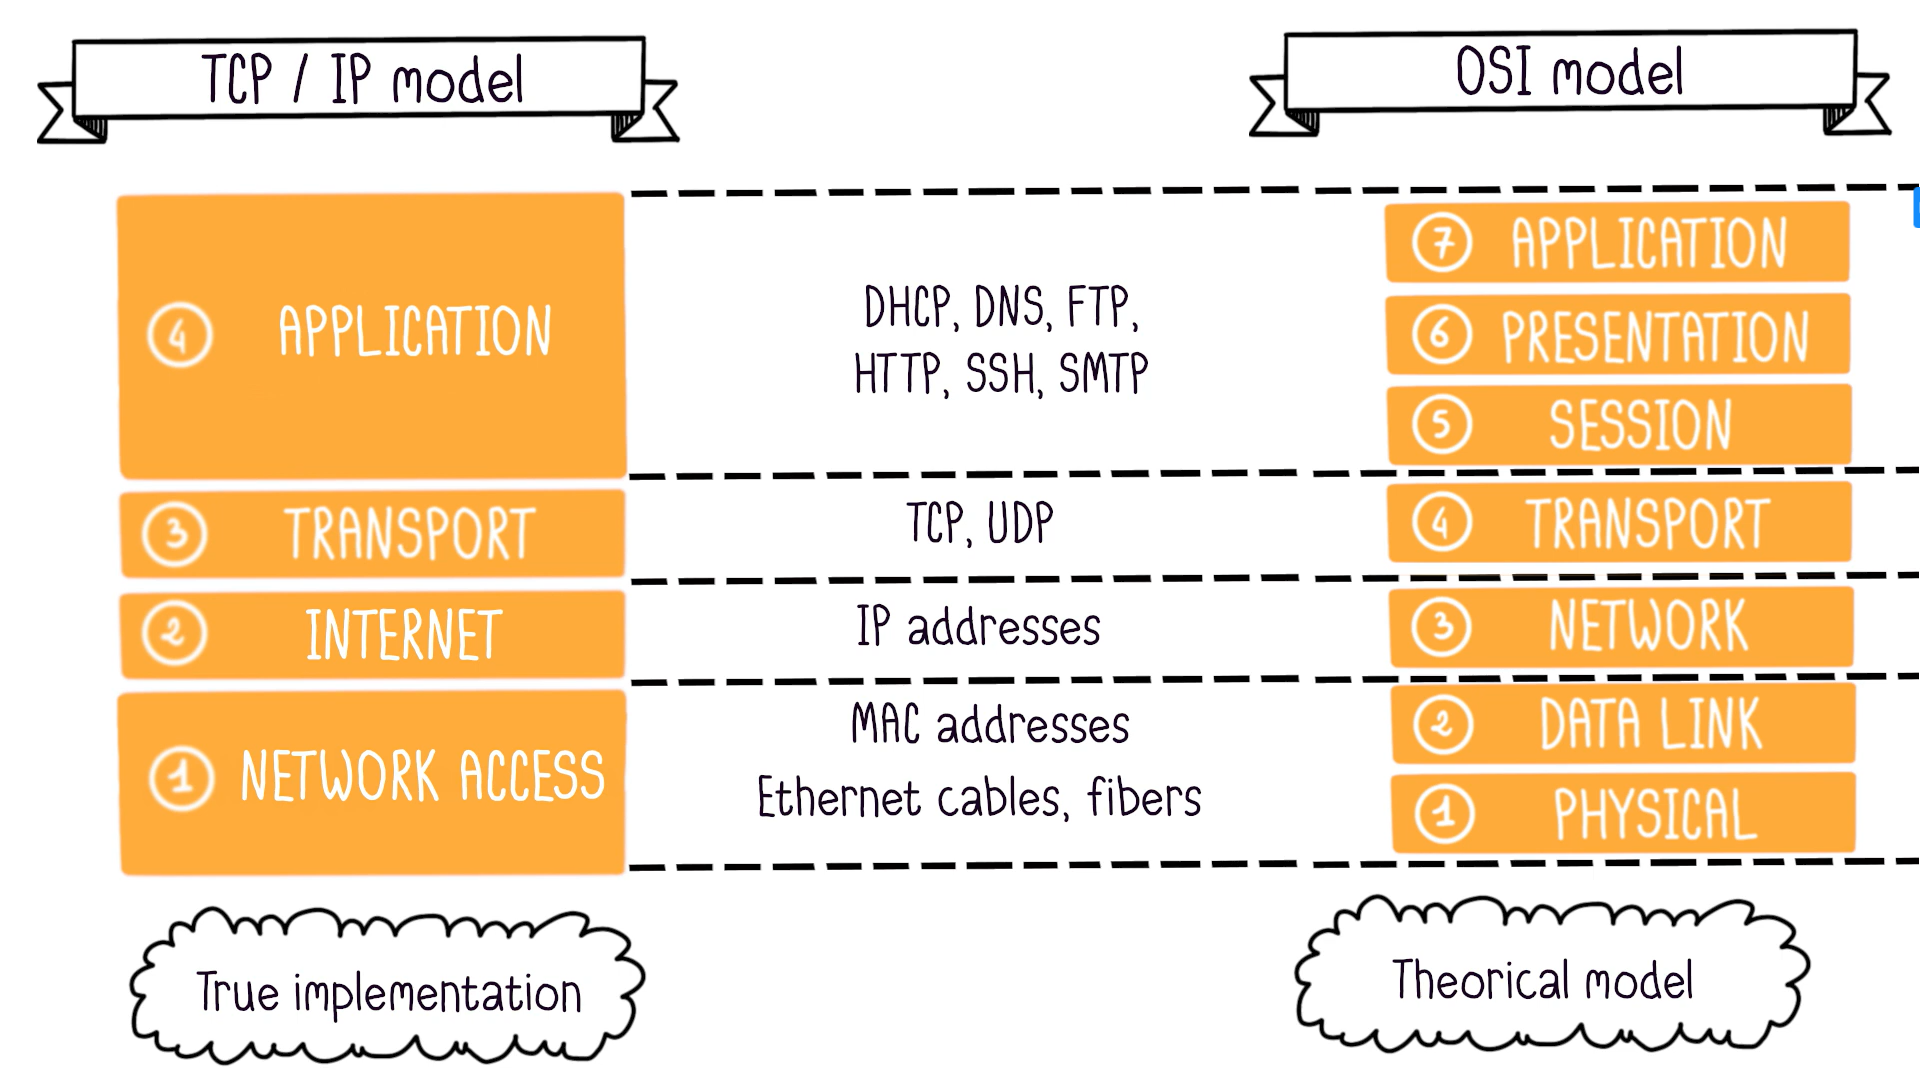 TCP / IP model
OSI model
4 APPLICATION
DHCP, DNS, FTP,
HTTP, SSH, SMTP
7 APPLICATION
6 PRESENTATION
5 SESSION
3 TRANSPORT
TCP, UDP
4 TRANSPORT
2 INTERNET
IP addresses
3 NETWORK
1 NETWORK ACCESS
MAC addresses
Ethernet cables, fibers
2 DATA LINK
1 PHYSICAL
True implementation
Theorical model